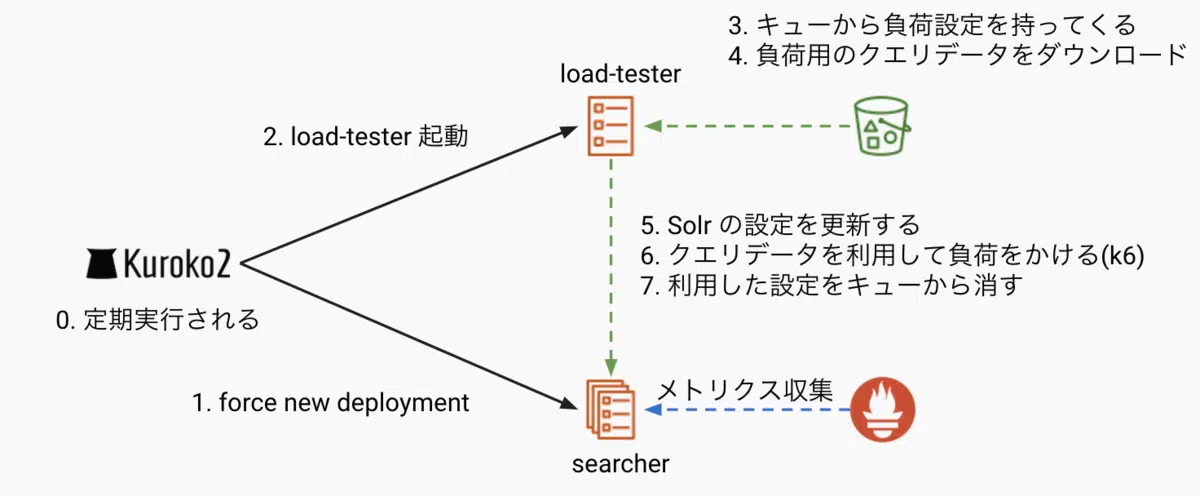 3. キューから負荷設定を持ってくる
4. 負荷用のクエリデータをダウンロード
load-tester
2. load-tester 起動
5. Solr の設定を更新する
6. クエリデータを利用して負荷をかける(k6)
7. 利用した設定をキューから消す
Kuroko2
0. 定期実行される
1. force new deployment
メトリクス収集
searcher